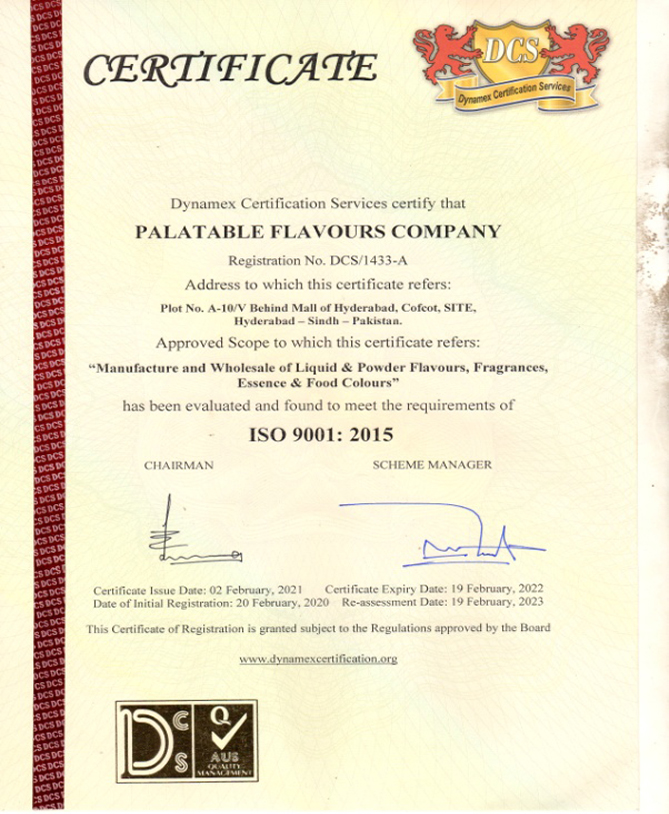 CERTIFICATE
DCS
Dynamex Certification Services
Dynamex Certification Services certify that
PALATABLE FLAVOURS COMPANY
Registration No. DCS/1433-A
Address to which this certificate refers:
Plot No. A-10/V Behind Mall of Hyderabad, Cofcot, SITE,
Hyderabad – Sindh – Pakistan.
Approved Scope to which this certificate refers:
“Manufacture and Wholesale of Liquid & Powder Flavours, Fragrances,
Essence & Food Colours”
has been evaluated and found to meet the requirements of
ISO 9001: 2015
CHAIRMAN SCHEME MANAGER
Certificate Issue Date: 02 February, 2021 Certificate Expiry Date: 19 February, 2022
Date of Initial Registration: 20 February, 2020 Re-assessment Date: 19 February, 2023
This Certificate of Registration is granted subject to the Regulations approved by the Board
www.dynamexcertification.org
DCS
Q
AUS
QUALITY
MANAGEMENT